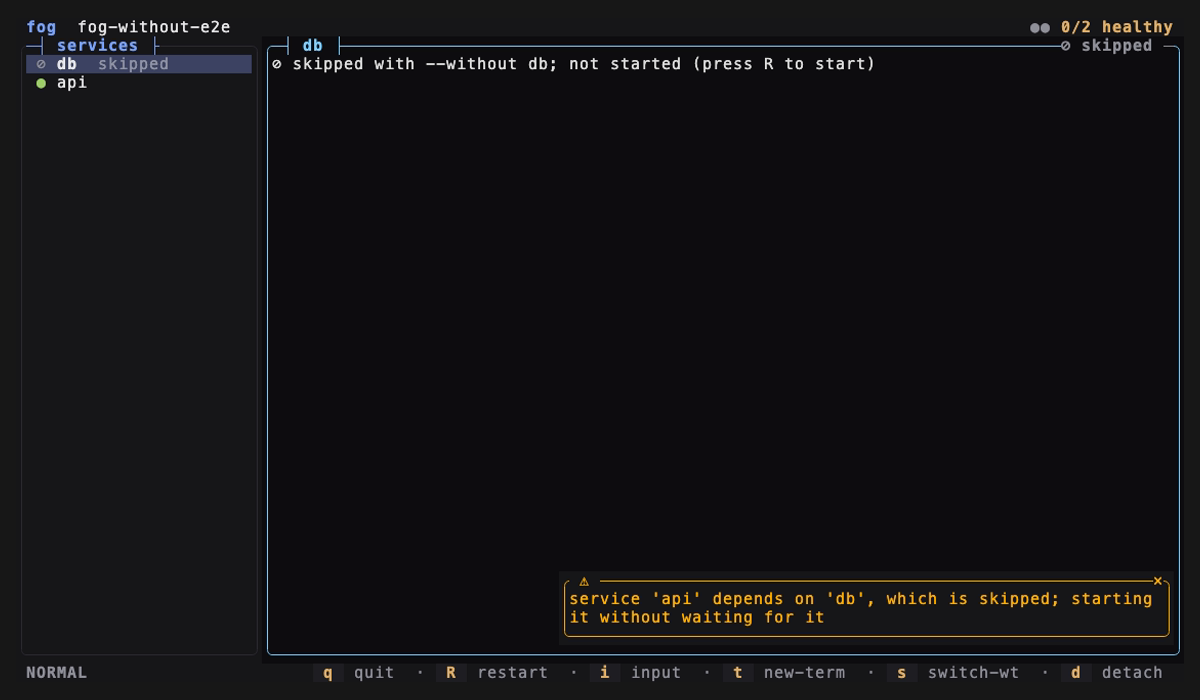 fog fog-without-e2e ●● 0/2 healthy
services
⊘ db skipped
● api
db
⊘ skipped
⊘ skipped with --without db; not started (press R to start)
⚠ ×
service 'api' depends on 'db', which is skipped; starting
it without waiting for it
NORMAL q quit · R restart · i input · t new-term · s switch-wt · d detach